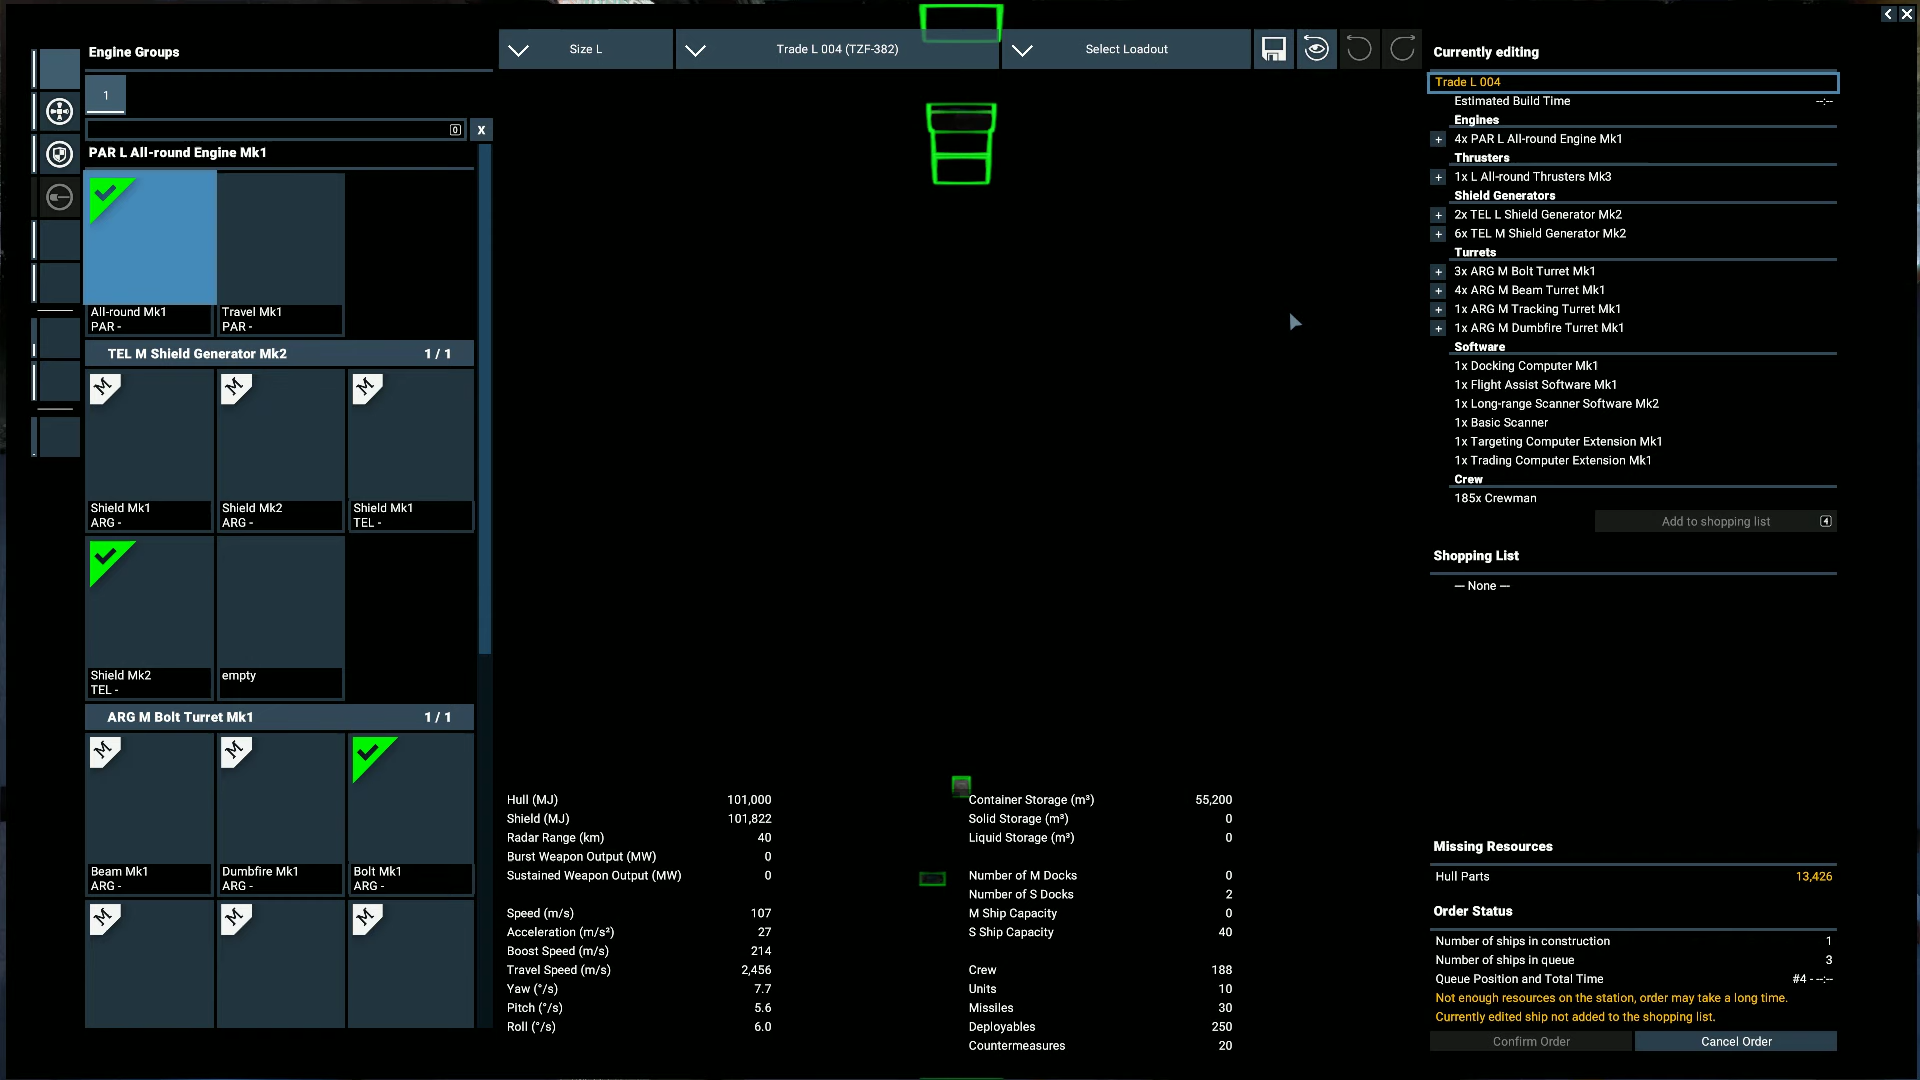 Engine Groups
1
0
X
PAR L All-round Engine Mk1
All-round Mk1
PAR -
Travel Mk1
PAR -
TEL M Shield Generator Mk2 1 / 1
M
M
M
Shield Mk1
ARG -
Shield Mk2
ARG -
Shield Mk1
TEL -
Shield Mk2
TEL -
empty
ARG M Bolt Turret Mk1 1 / 1
M
M
Beam Mk1
ARG -
Dumbfire Mk1
ARG -
Bolt Mk1
ARG -
M
M
M
Size L
Trade L 004 (TZF-382)
Select Loadout
Hull (MJ) 101,000
Shield (MJ) 101,822
Radar Range (km) 40
Burst Weapon Output (MW) 0
Sustained Weapon Output (MW) 0
Speed (m/s) 107
Acceleration (m/s²) 27
Boost Speed (m/s) 214
Travel Speed (m/s) 2,456
Yaw (°/s) 7.7
Pitch (°/s) 5.6
Roll (°/s) 6.0
Container Storage (m³) 55,200
Solid Storage (m³) 0
Liquid Storage (m³) 0
Number of M Docks 0
Number of S Docks 2
M Ship Capacity 0
S Ship Capacity 40
Crew 188
Units 10
Missiles 30
Deployables 250
Countermeasures 20
Currently editing
Trade L 004
Estimated Build Time --:--
Engines
+ 4x PAR L All-round Engine Mk1
Thrusters
+ 1x L All-round Thrusters Mk3
Shield Generators
+ 2x TEL L Shield Generator Mk2
+ 6x TEL M Shield Generator Mk2
Turrets
+ 3x ARG M Bolt Turret Mk1
+ 4x ARG M Beam Turret Mk1
+ 1x ARG M Tracking Turret Mk1
+ 1x ARG M Dumbfire Turret Mk1
Software
1x Docking Computer Mk1
1x Flight Assist Software Mk1
1x Long-range Scanner Software Mk2
1x Basic Scanner
1x Targeting Computer Extension Mk1
1x Trading Computer Extension Mk1
Crew
185x Crewman
Add to shopping list 4
Shopping List
— None —
Missing Resources
Hull Parts 13,426
Order Status
Number of ships in construction 1
Number of ships in queue 3
Queue Position and Total Time #4 - --:--
Not enough resources on the station, order may take a long time.
Currently edited ship not added to the shopping list.
Confirm Order
Cancel Order